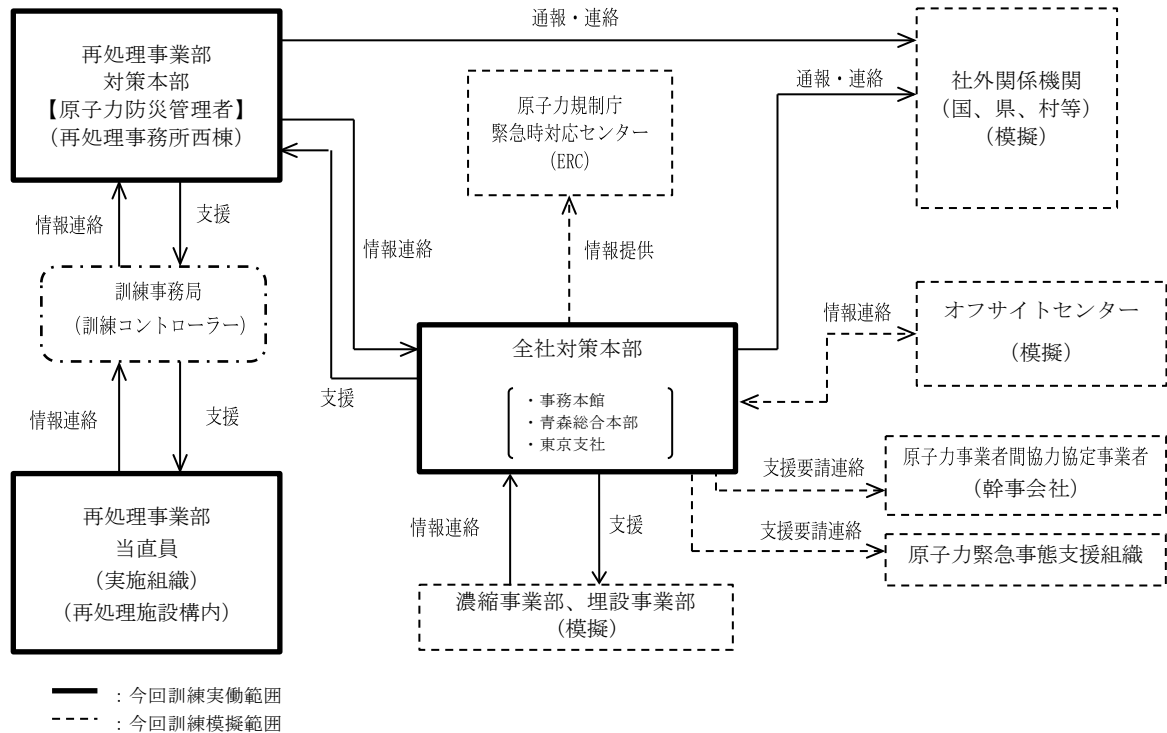 再処理事業部
対策本部
【原子力防災管理者】
(再処理事務所西棟)
通報・連絡
通報・連絡
社外関係機関
(国、県、村等)
(模擬)
原子力規制庁
緊急時対応センター
(ERC)
情報連絡
支援
情報連絡
情報提供
訓練事務局
(訓練コントローラー)
情報連絡
オフサイトセンター
(模擬)
全社対策本部
・事務本館
・青森総合本部
・東京支社
支援
情報連絡
支援
支援要請連絡
原子力事業者間協力協定事業者
(幹事会社)
再処理事業部
当直員
(実施組織)
(再処理施設構内)
情報連絡
支援
支援要請連絡
原子力緊急事態支援組織
濃縮事業部、埋設事業部
(模擬)
:今回訓練実働範囲
:今回訓練模擬範囲